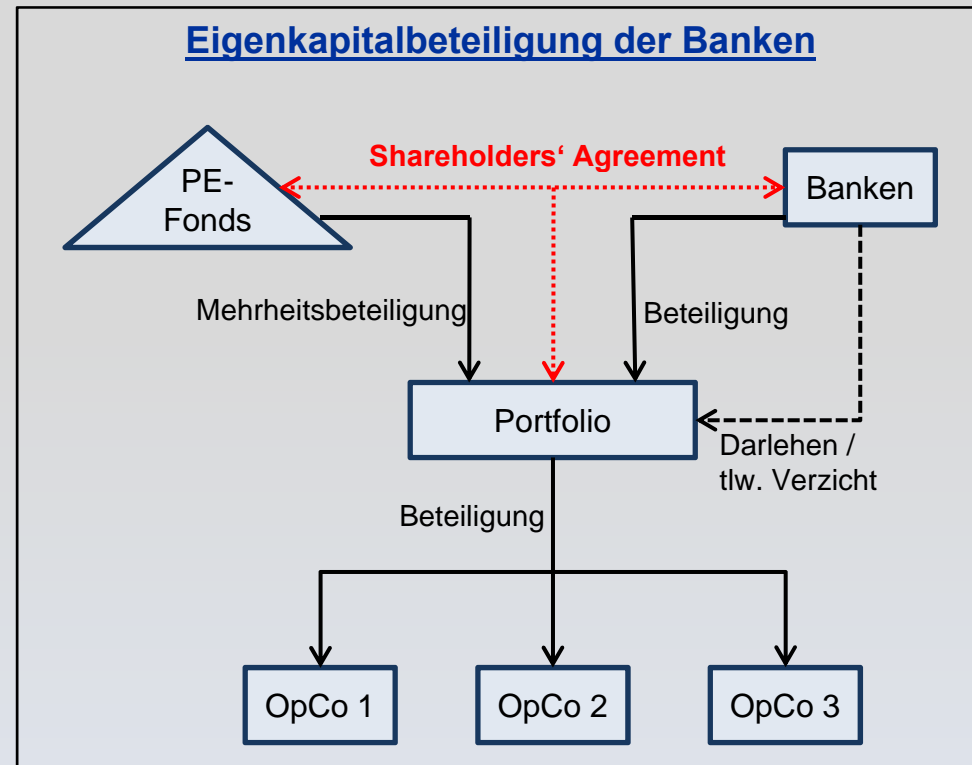 Eigenkapitalbeteiligung der Banken
Shareholders‘ Agreement
PE-
Fonds
Banken
Mehrheitsbeteiligung
Beteiligung
Portfolio
Darlehen /
tlw. Verzicht
Beteiligung
OpCo 1
OpCo 2
OpCo 3